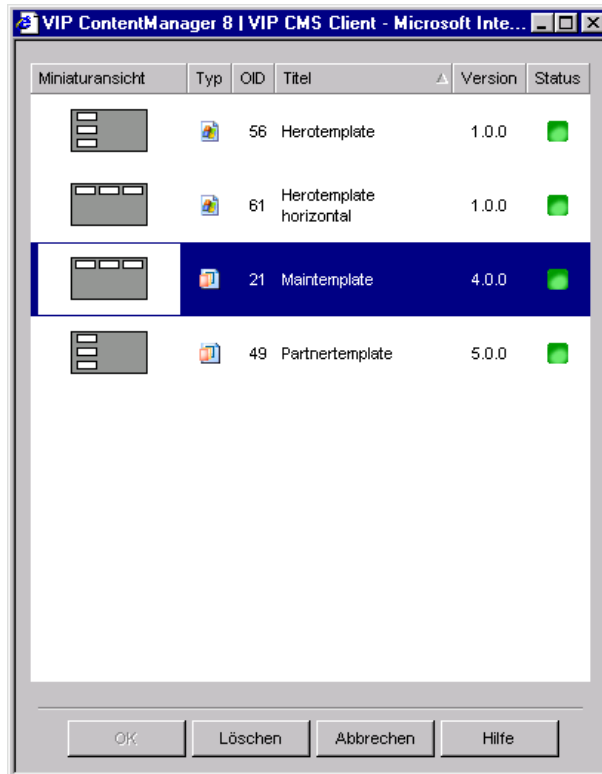 VIP ContentManager 8 | VIP CMS Client - Microsoft Inte...
Miniaturansicht Typ OID Titel Version Status
56 Herotemplate 1.0.0
61 Herotemplate horizontal 1.0.0
21 Maintemplate 4.0.0
49 Partnertemplate 5.0.0
OK Löschen Abbrechen Hilfe